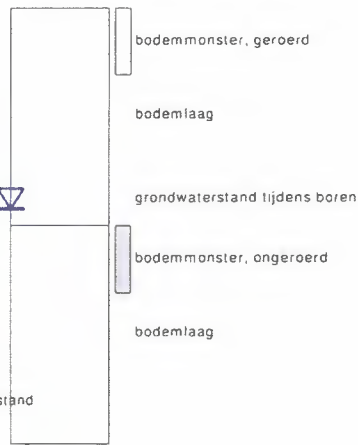 bodemmonster, geroerd
bodemlaag
grondwaterstand tijdens boren
bodemmonster, ongeroerd
bodemlaag
stand